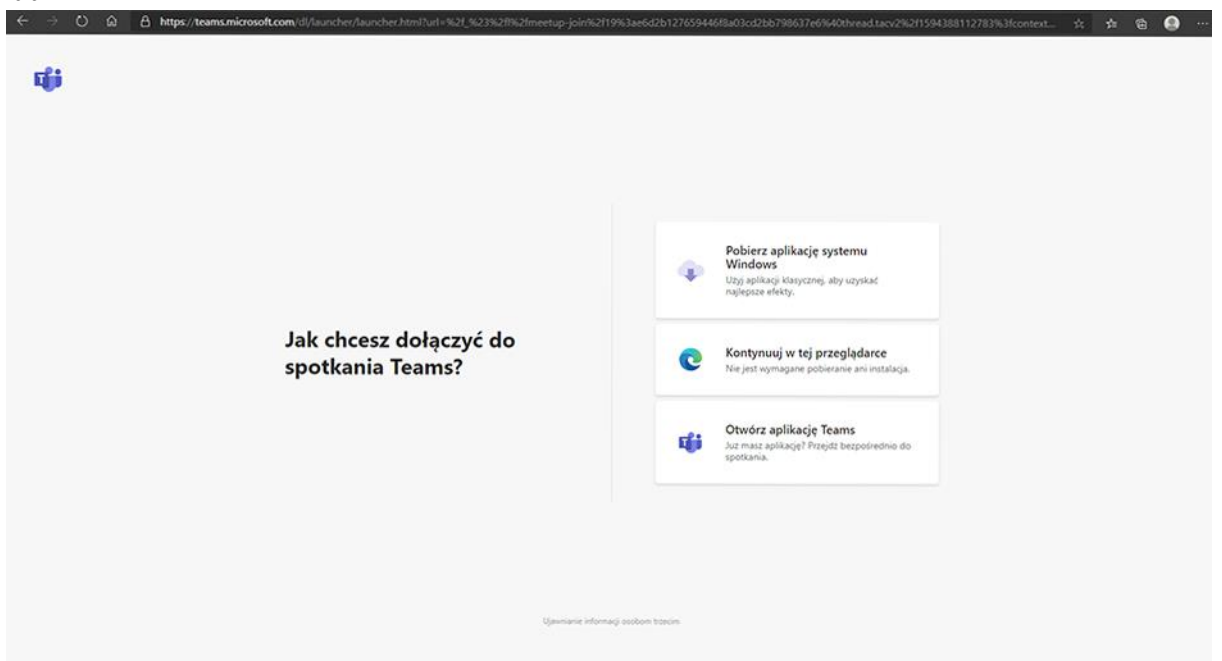 https://teams.microsoft.com/dl/launcher/launcher.html?url=%2f_%23%2fl%2fmeetup-join%2f19%3ae6d2b127659446f8a03cd2bb798637e6%40thread.tacv2%2f1594388112783%3fcontext...
Pobierz aplikację systemu
Windows
Użyj aplikacji klasycznej, aby uzyskać
najlepsze efekty.
Jak chcesz dołączyć do
spotkania Teams?
Kontynuuj w tej przeglądarce
Nie jest wymagane pobieranie ani instalacja.
Otwórz aplikację Teams
Już masz aplikację? Przejdź bezpośrednio do
spotkania.
Ujawnianie informacji osobom trzecim